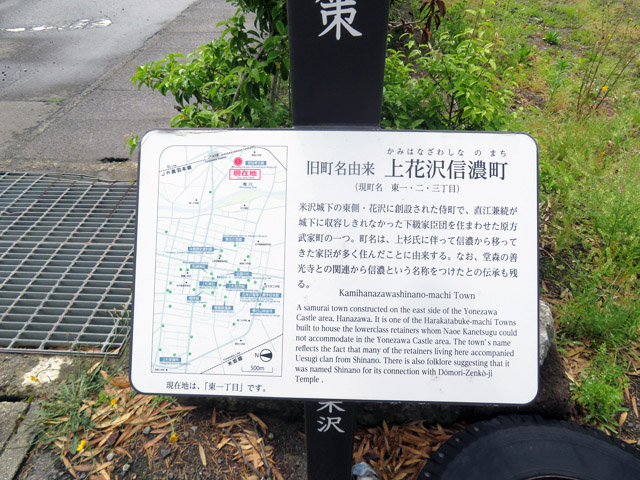 策
かみはなざわしな の まち
旧町名由来 上花沢信濃町
(現町名 東一・二・三丁目)
米沢城下の東側・花沢に創設された侍町で、直江兼続が
城下に収容しきれなかった下級家臣団を住まわせた原方
武家町の一つ。町名は、上杉氏に伴って信濃から移って
きた家臣が多く住んだことに由来する。なお、堂森の善
光寺との関連から信濃という名称をつけたとの伝承も残
る。
Kamihanazawashinano-machi Town
A samurai town constructed on the east side of the Yonezawa
Castle area, Hanazawa. It is one of the Harakatabuke-machi Towns
built to house the lowerclass retainers whom Naoe Kanetsugu could
not accommodate in the Yonezawa Castle area. The town's name
reflects the fact that many of the retainers living here accompanied
Uesugi clan from Shinano. There is also folklore suggesting that it
was named Shinano for its connection with Dōmori-Zenkō-ji
Temple .
現在地
JR奥羽本線
500m
現在地は、「東一丁目」です。
米沢